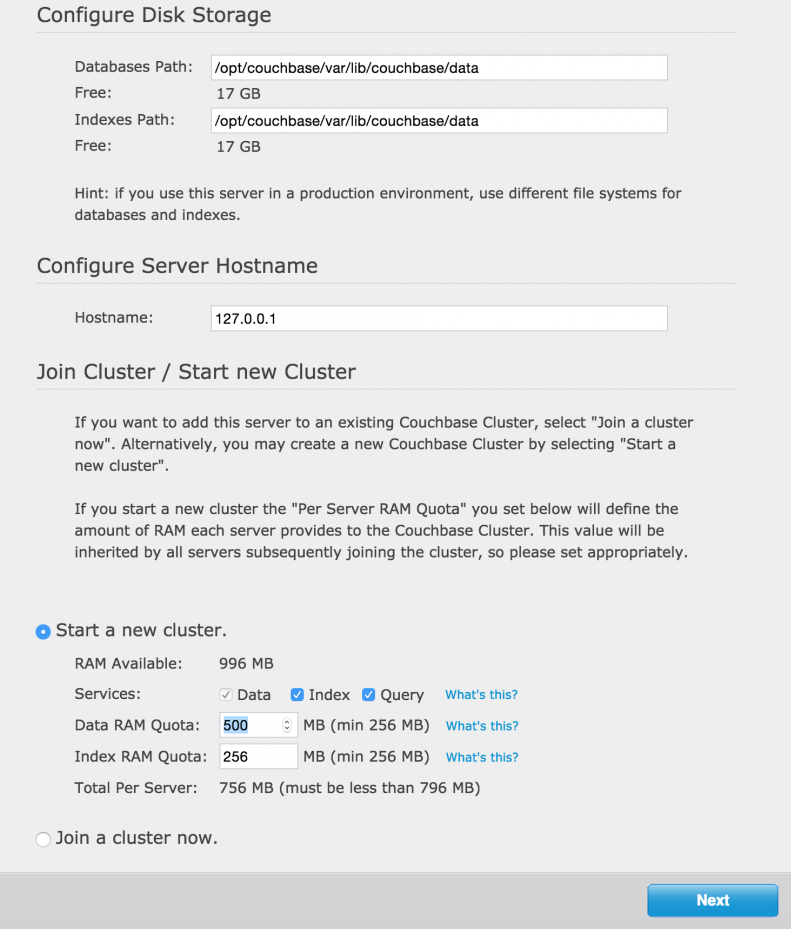 Configure Disk Storage
Databases Path: /opt/couchbase/var/lib/couchbase/data
Free: 17 GB
Indexes Path: /opt/couchbase/var/lib/couchbase/data
Free: 17 GB
Hint: if you use this server in a production environment, use different file systems for
databases and indexes.
Configure Server Hostname
Hostname: 127.0.0.1
Join Cluster / Start new Cluster
If you want to add this server to an existing Couchbase Cluster, select "Join a cluster
now". Alternatively, you may create a new Couchbase Cluster by selecting "Start a
new cluster".
If you start a new cluster the "Per Server RAM Quota" you set below will define the
amount of RAM each server provides to the Couchbase Cluster. This value will be
inherited by all servers subsequently joining the cluster, so please set appropriately.
Start a new cluster.
RAM Available: 996 MB
Services: Data Index Query What's this?
Data RAM Quota: 500 MB (min 256 MB) What's this?
Index RAM Quota: 256 MB (min 256 MB) What's this?
Total Per Server: 756 MB (must be less than 796 MB)
Join a cluster now.
Next